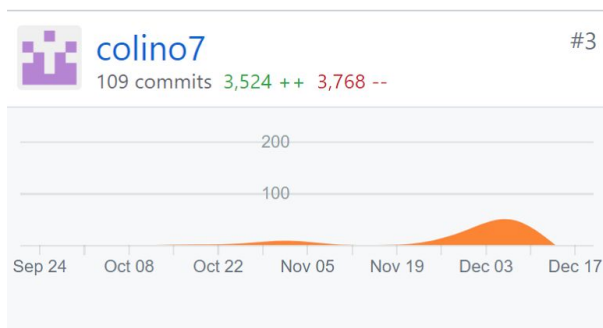 colino7
#3
109 commits 3,524 ++ 3,768 --
200
100
Sep 24 Oct 08 Oct 22 Nov 05 Nov 19 Dec 03 Dec 17